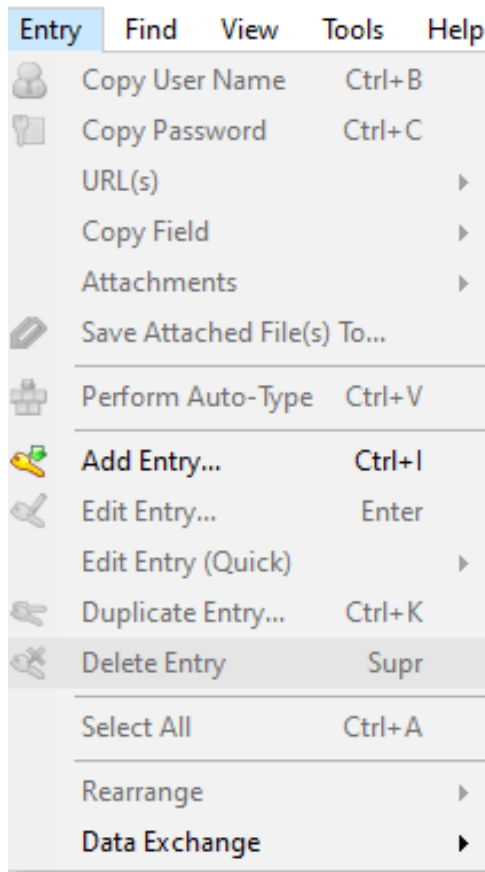 Entry Find View Tools Help
Copy User Name Ctrl+B
Copy Password Ctrl+C
URL(s)
Copy Field
Attachments
Save Attached File(s) To...
Perform Auto-Type Ctrl+V
Add Entry... Ctrl+I
Edit Entry... Enter
Edit Entry (Quick)
Duplicate Entry... Ctrl+K
Delete Entry Supr
Select All Ctrl+A
Rearrange
Data Exchange